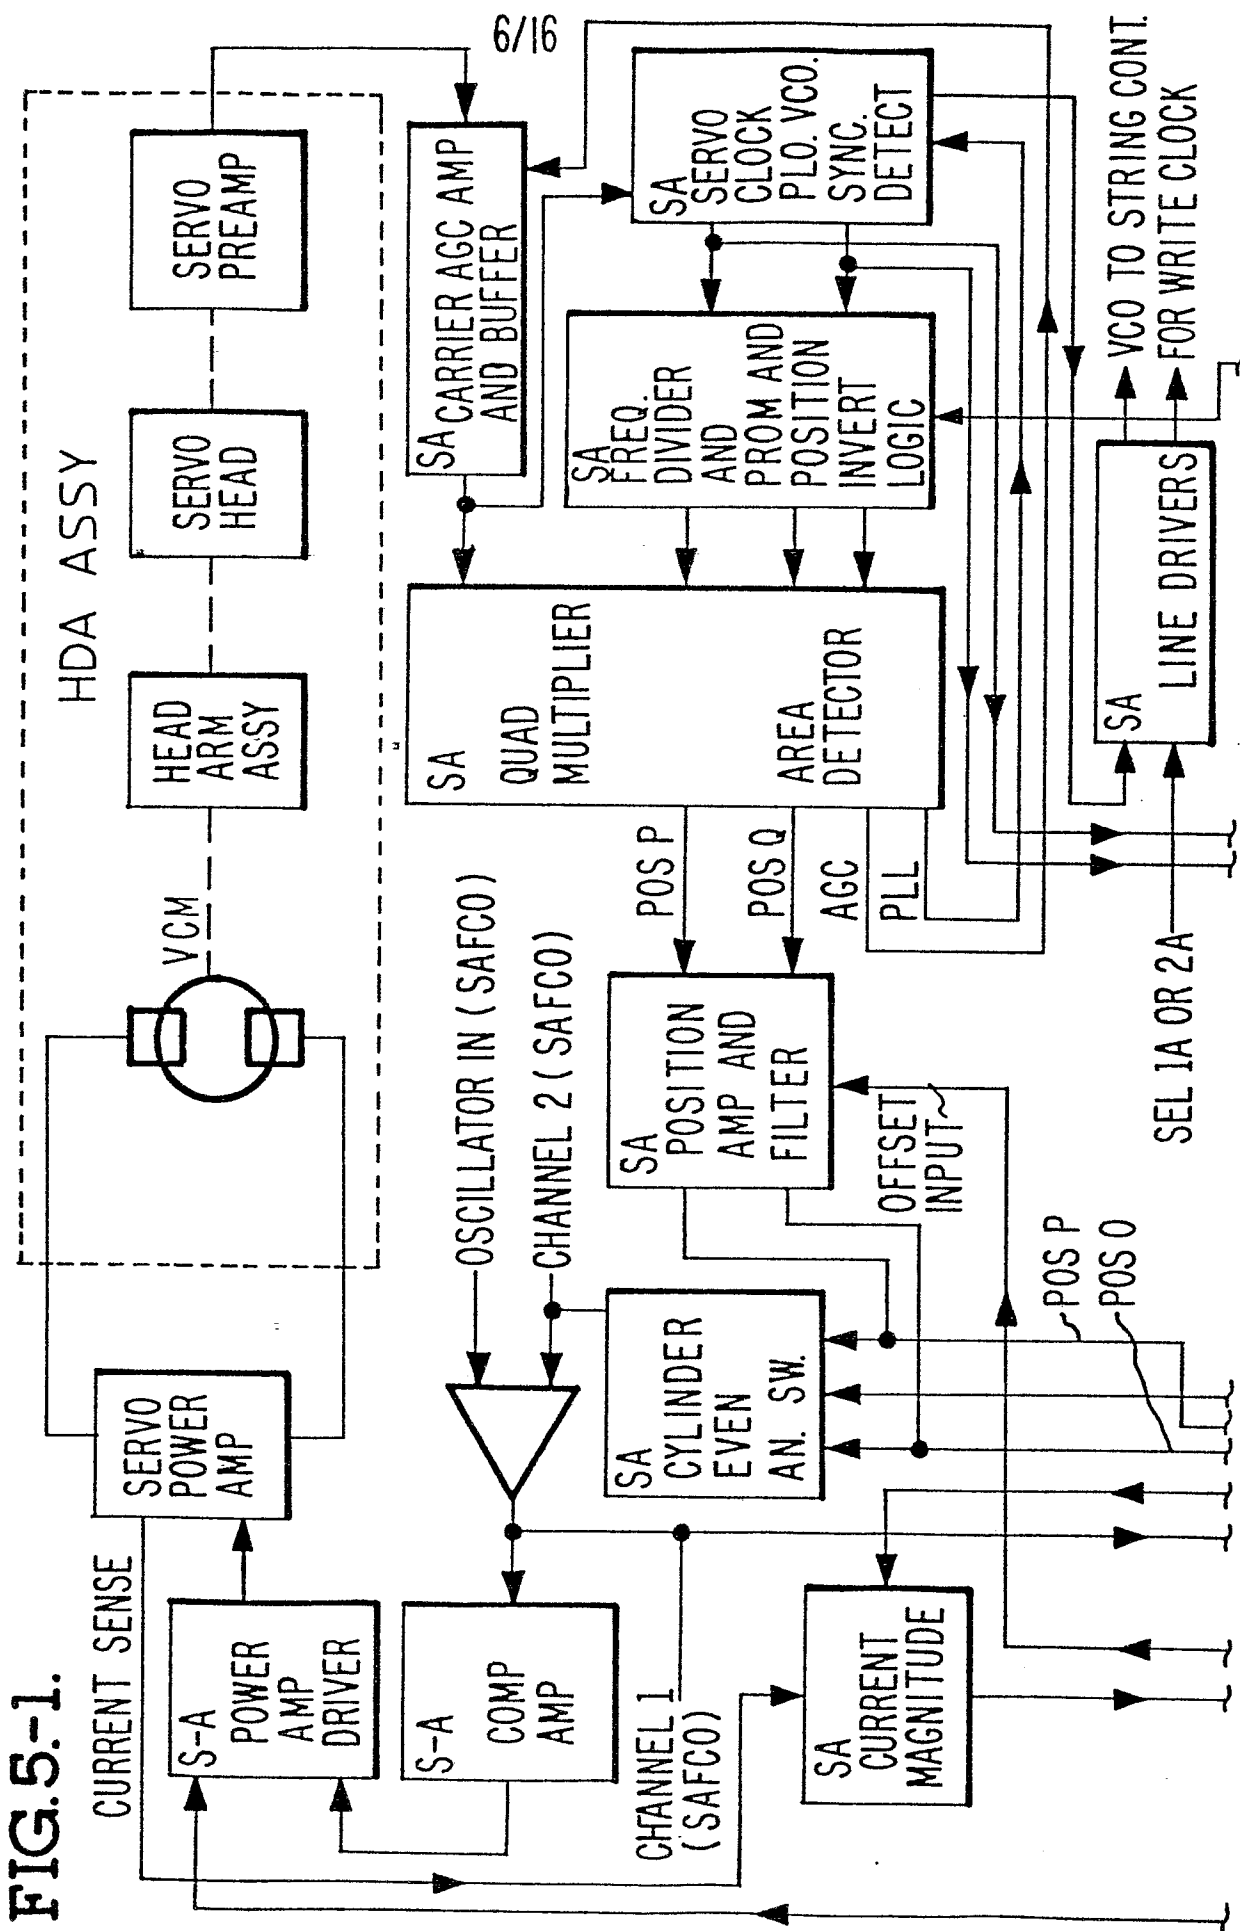 FIG.5-1.
HDA ASSY
CURRENT SENSE
SERVO
POWER
AMP
VCM
HEAD
ARM
ASSY
SERVO
HEAD
SERVO
PREAMP
S-A
POWER
AMP
DRIVER
S-A
COMP
AMP
OSCILLATOR IN (SAFCO)
CHANNEL 2 (SAFCO)
SA
CARRIER AGC AMP
AND BUFFER
9/16
CHANNEL 1
(SAFCO)
SA
CYLINDER
EVEN
AN. SW.
SA
POSITION
AMP AND
FILTER
POS P
POS Q
AGC
PLL
SA
QUAD
MULTIPLIER
AREA
DETECTOR
SA
FREQ.
DIVIDER
AND
PROM AND
POSITION
INVERT
LOGIC
SA
SERVO
CLOCK
PLO. VCO.
SYNC.
DETECT
SA
CURRENT
MAGNITUDE
OFFSET
INPUT
POS P
POS O
SEL 1A OR 2A
SA
LINE DRIVERS
VCO TO STRING CONT.
FOR WRITE CLOCK